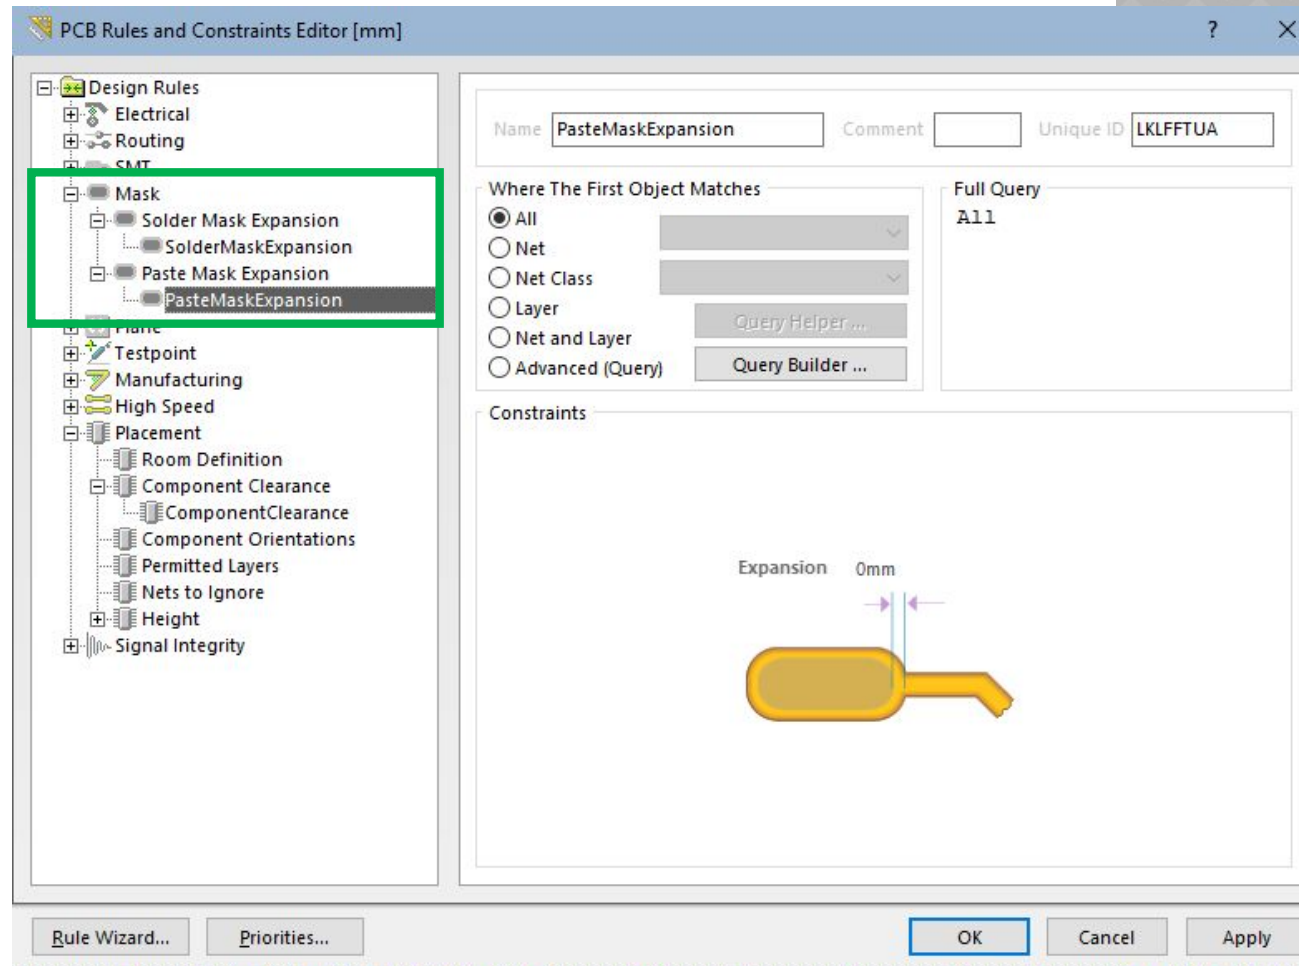 PCB Rules and Constraints Editor [mm]
?
Design Rules
Electrical
Routing
SMT
Mask
Solder Mask Expansion
SolderMaskExpansion
Paste Mask Expansion
PasteMaskExpansion
Plane
Testpoint
Manufacturing
High Speed
Placement
Room Definition
Component Clearance
ComponentClearance
Component Orientations
Permitted Layers
Nets to Ignore
Height
Signal Integrity
Name PasteMaskExpansion Comment Unique ID LKLFFTUA
Where The First Object Matches
All
Net
Net Class
Layer
Net and Layer
Advanced (Query)
Query Helper ...
Query Builder ...
Full Query
All
Constraints
Expansion 0mm
Rule Wizard... Priorities... OK Cancel Apply